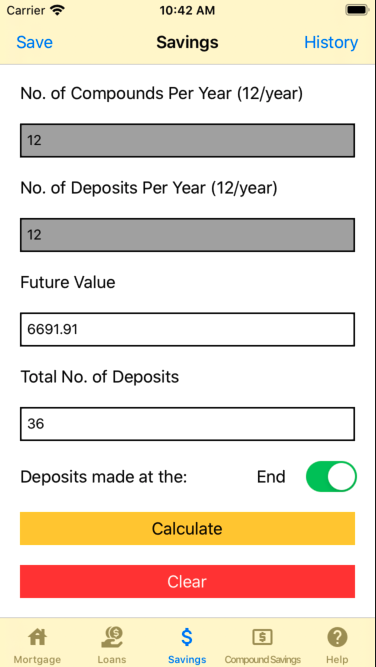 Carrier 10:42 AM
Save Savings History
No. of Compounds Per Year (12/year)
12
No. of Deposits Per Year (12/year)
12
Future Value
6691.91
Total No. of Deposits
36
Deposits made at the: End
Calculate
Clear
Mortgage Loans Savings Compound Savings Help